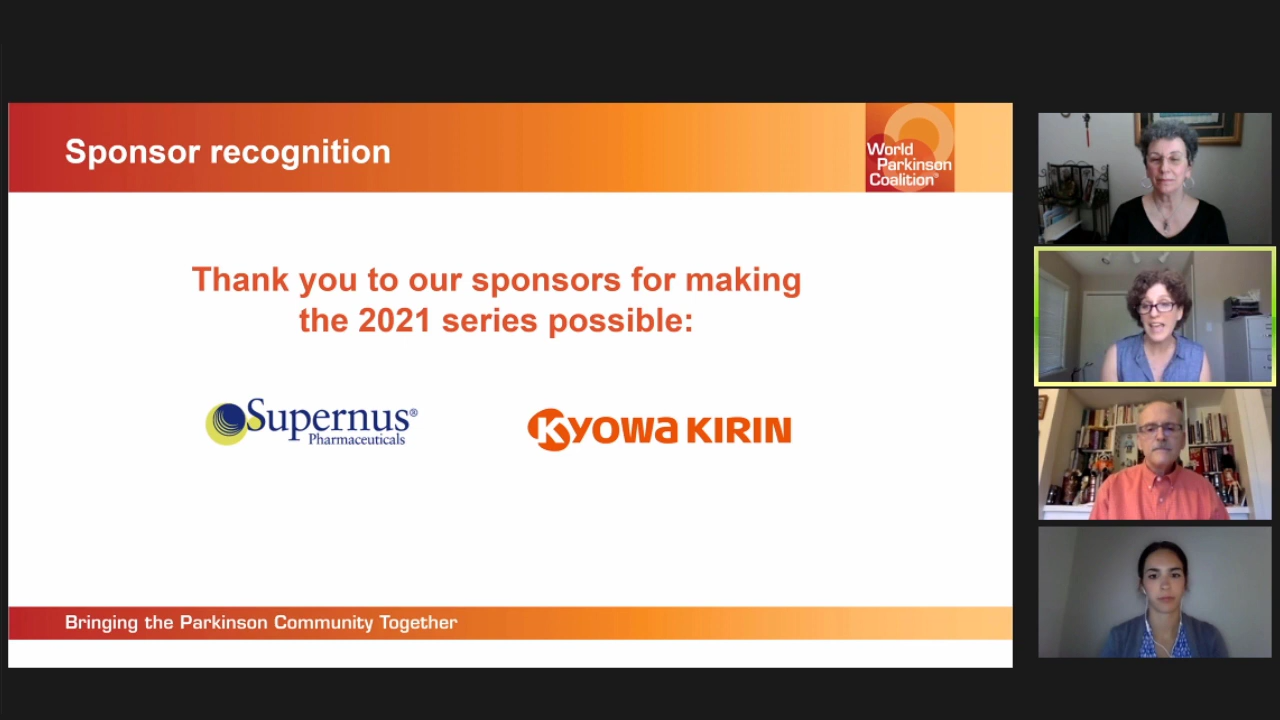 Sponsor recognition
World
Parkinson
Coalition®
Thank you to our sponsors for making
the 2021 series possible:
Supernus®
Pharmaceuticals
KYOWA KIRIN
Bringing the Parkinson Community Together